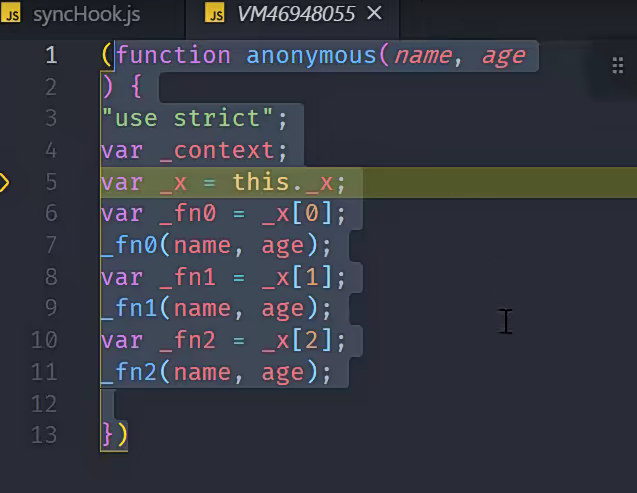 JS syncHook.js JS VM46948055 ×
1 (function anonymous(name, age
2 ) {
3 "use strict";
4 var _context;
5 var _x = this._x;
6 var _fn0 = _x[0];
7 _fn0(name, age);
8 var _fn1 = _x[1];
9 _fn1(name, age);
10 var _fn2 = _x[2];
11 _fn2(name, age);
12
13 })